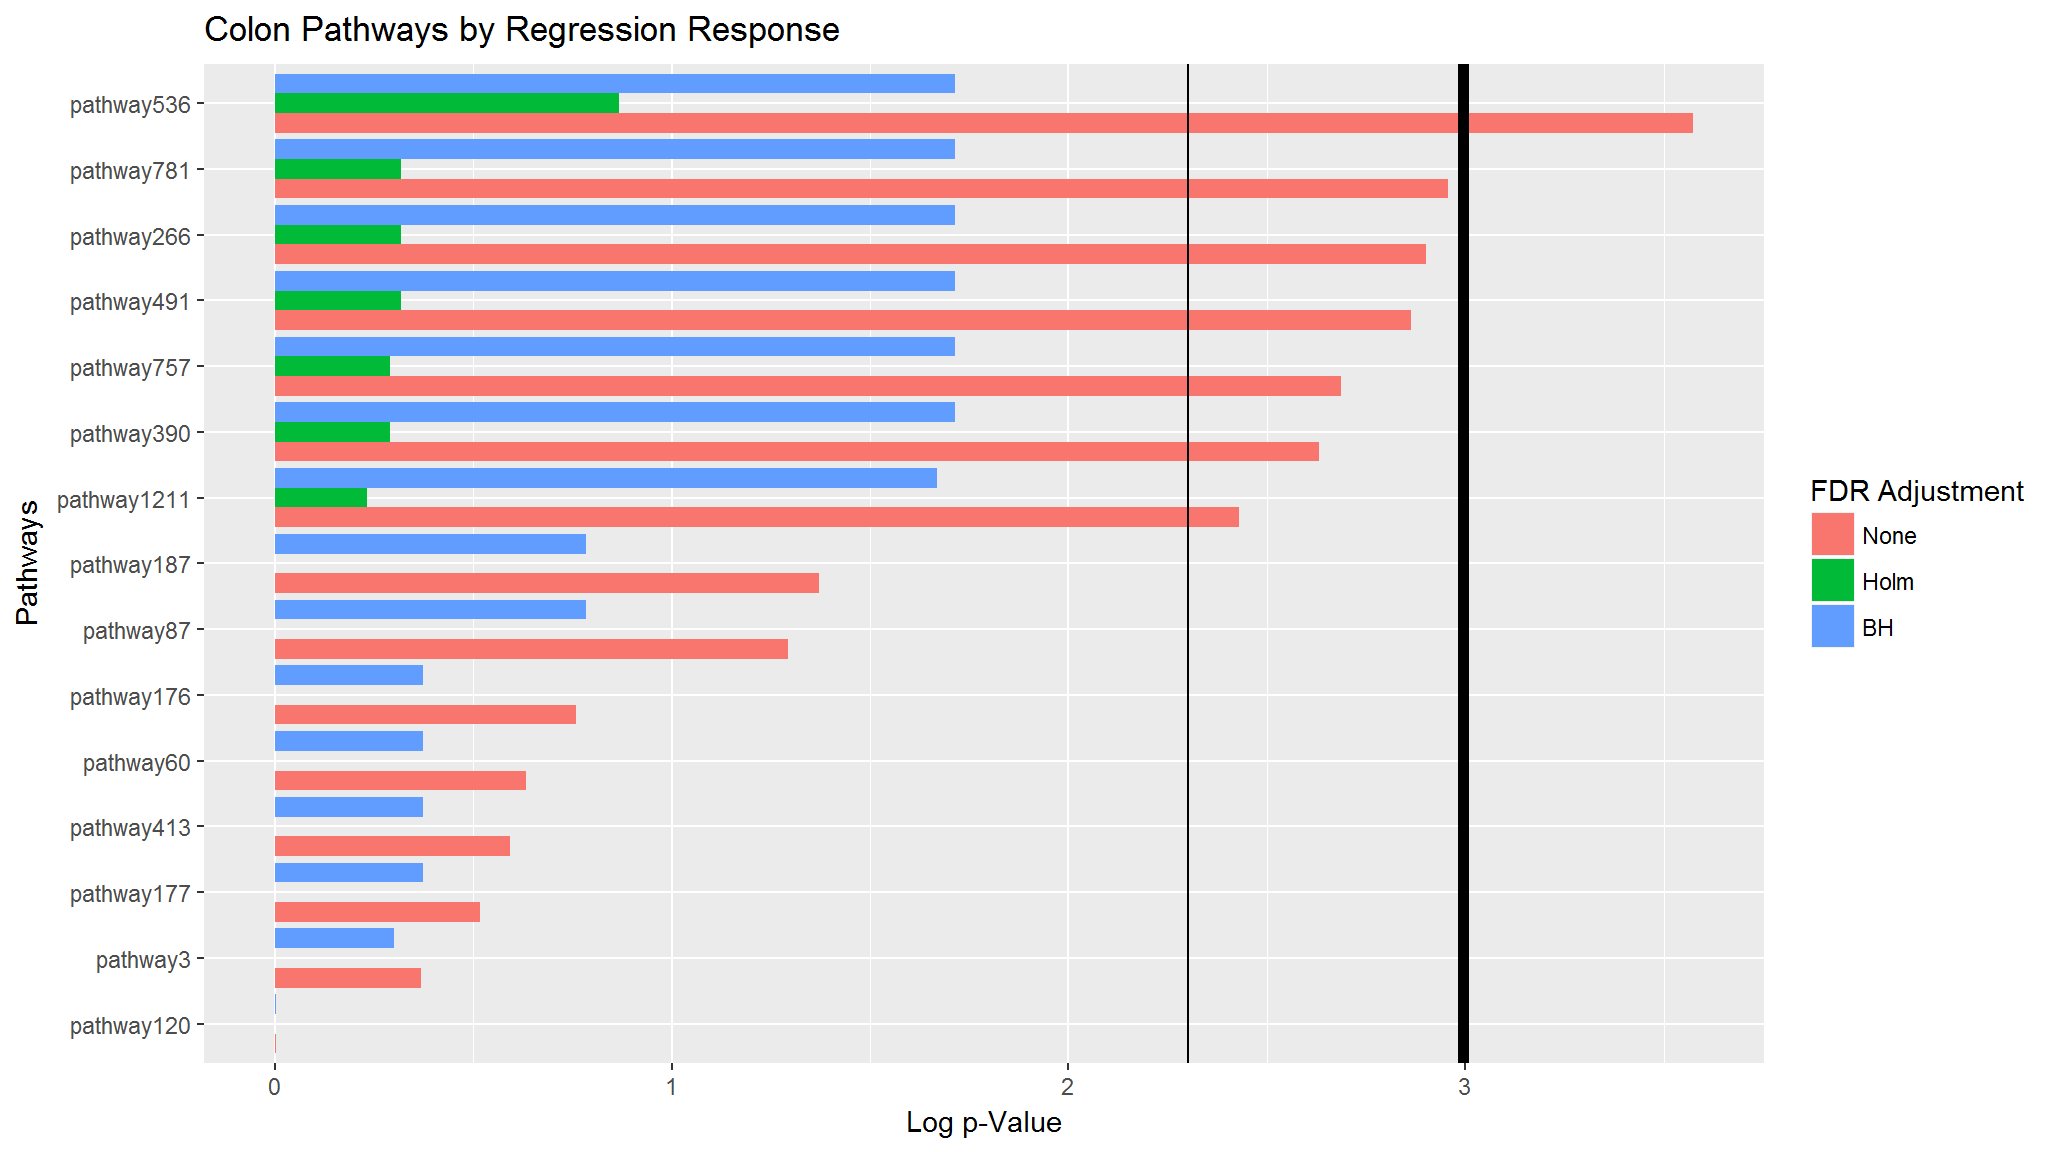 Colon Pathways by Regression Response
Pathways
pathway536
pathway781
pathway266
pathway491
pathway757
pathway390
pathway1211
pathway187
pathway87
pathway176
pathway60
pathway413
pathway177
pathway3
pathway120
0 1 2 3
Log p-Value
FDR Adjustment
None
Holm
BH